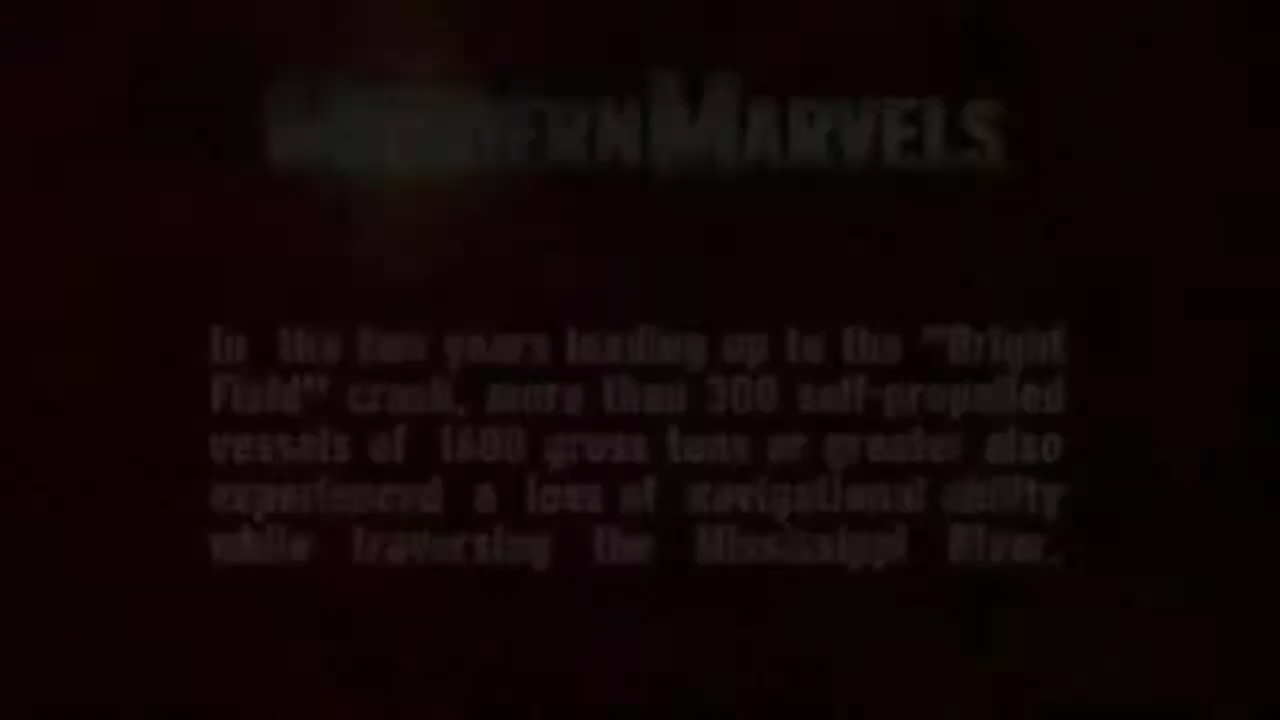 MODERN MARVELS
In the two years leading up to the "Bright
Field" crash, more than 300 self-propelled
vessels of 1600 gross tons or greater also
experienced a loss of navigational ability
while traversing the Mississippi River.